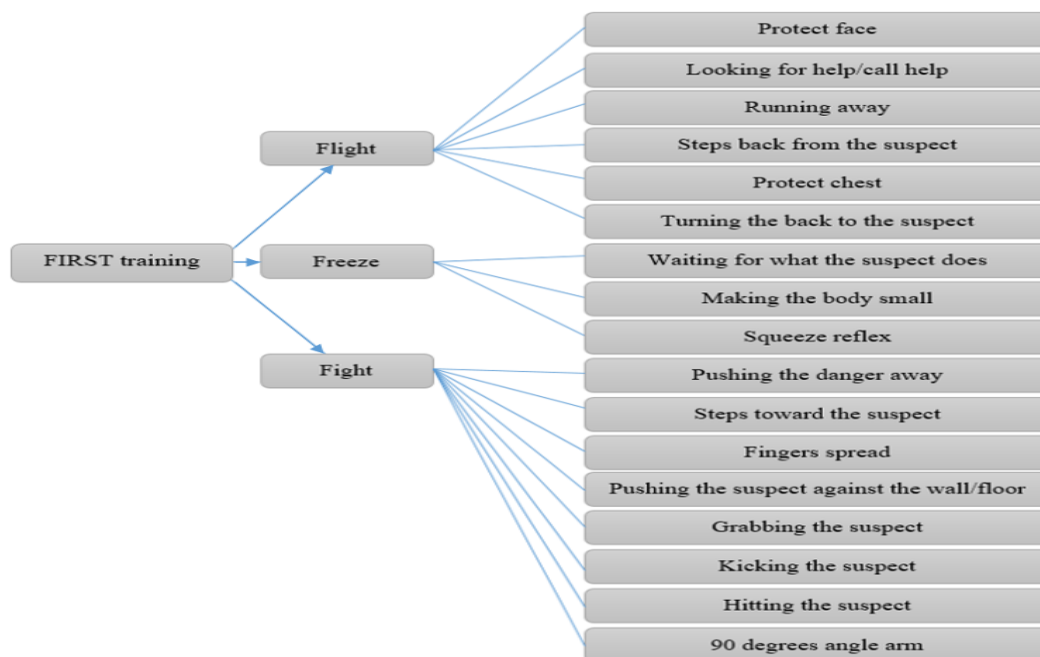 FIRST training
Flight
Protect face
Looking for help/call help
Running away
Steps back from the suspect
Protect chest
Turning the back to the suspect
Freeze
Waiting for what the suspect does
Making the body small
Squeeze reflex
Fight
Pushing the danger away
Steps toward the suspect
Fingers spread
Pushing the suspect against the wall/floor
Grabbing the suspect
Kicking the suspect
Hitting the suspect
90 degrees angle arm